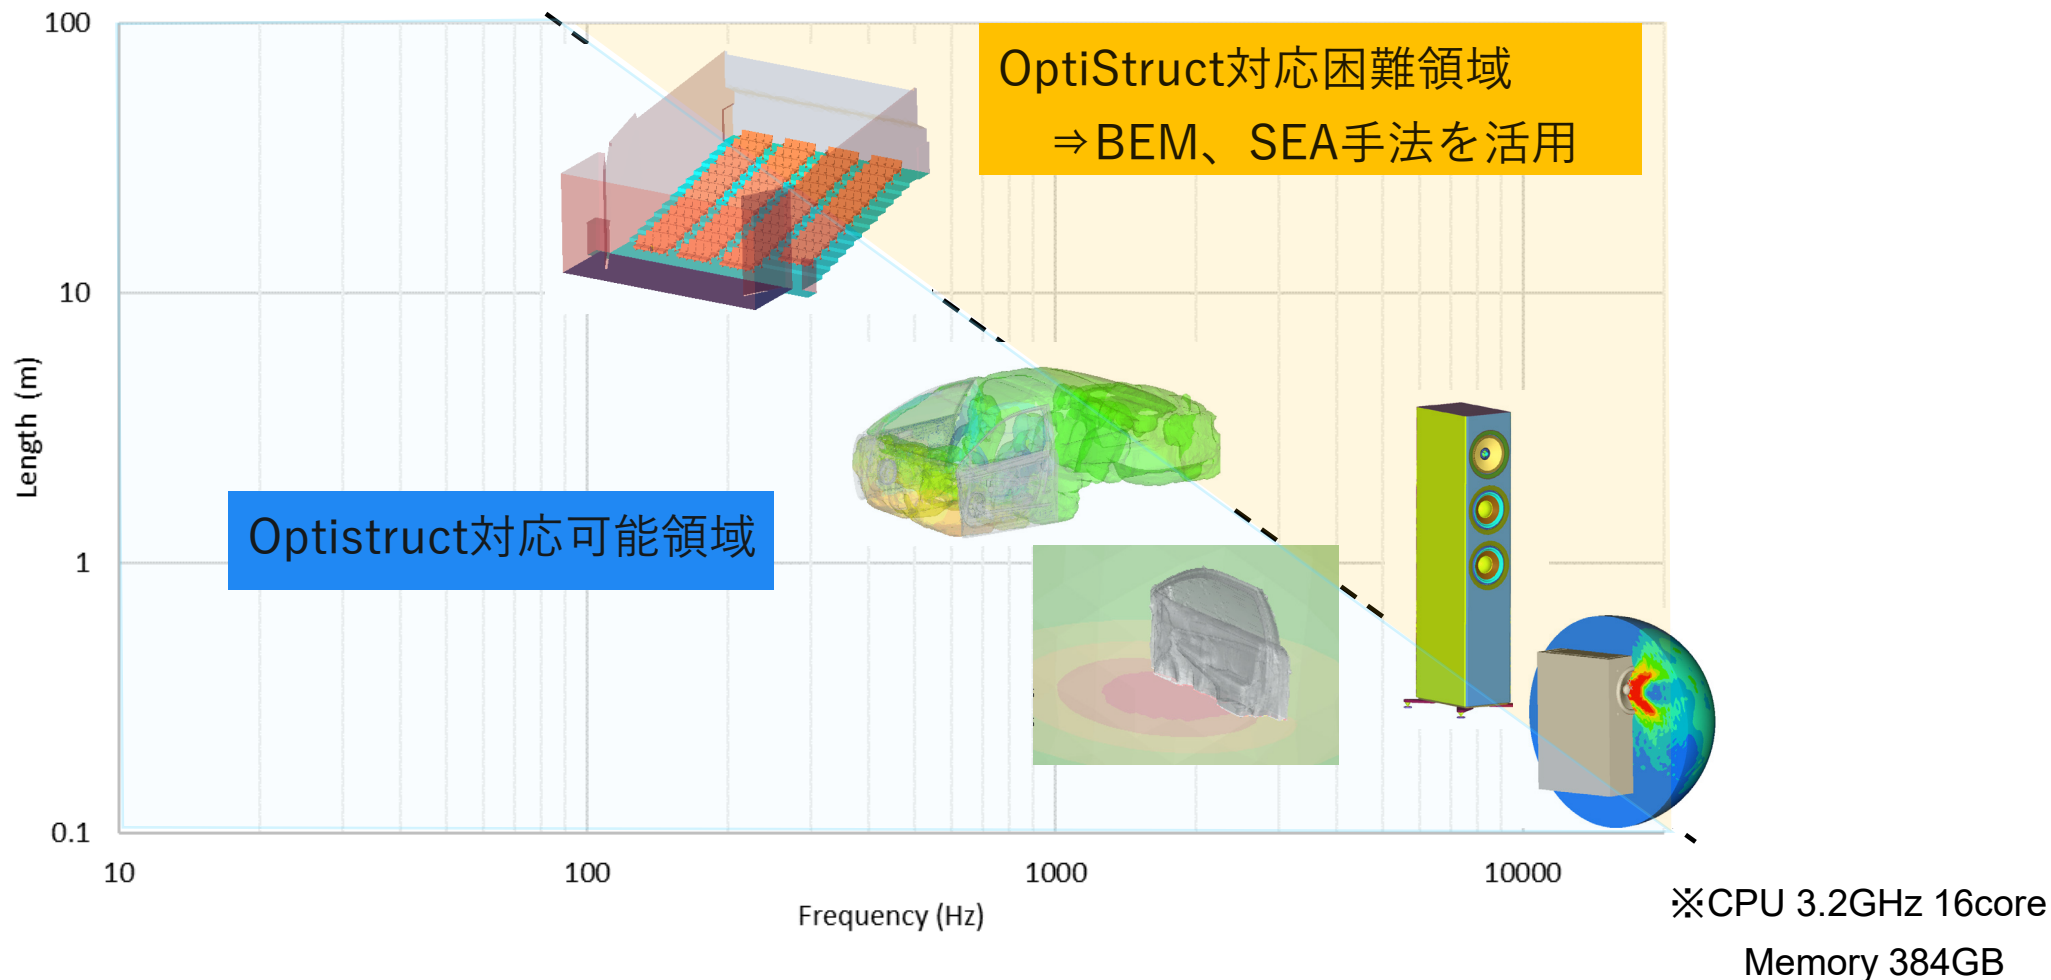 100
10
1
0.1
Length (m)
OptiStruct対応困難領域
⇒BEM、SEA手法を活用
Optistruct対応可能領域
10
100
1000
10000
Frequency (Hz)
※CPU 3.2GHz 16core
Memory 384GB